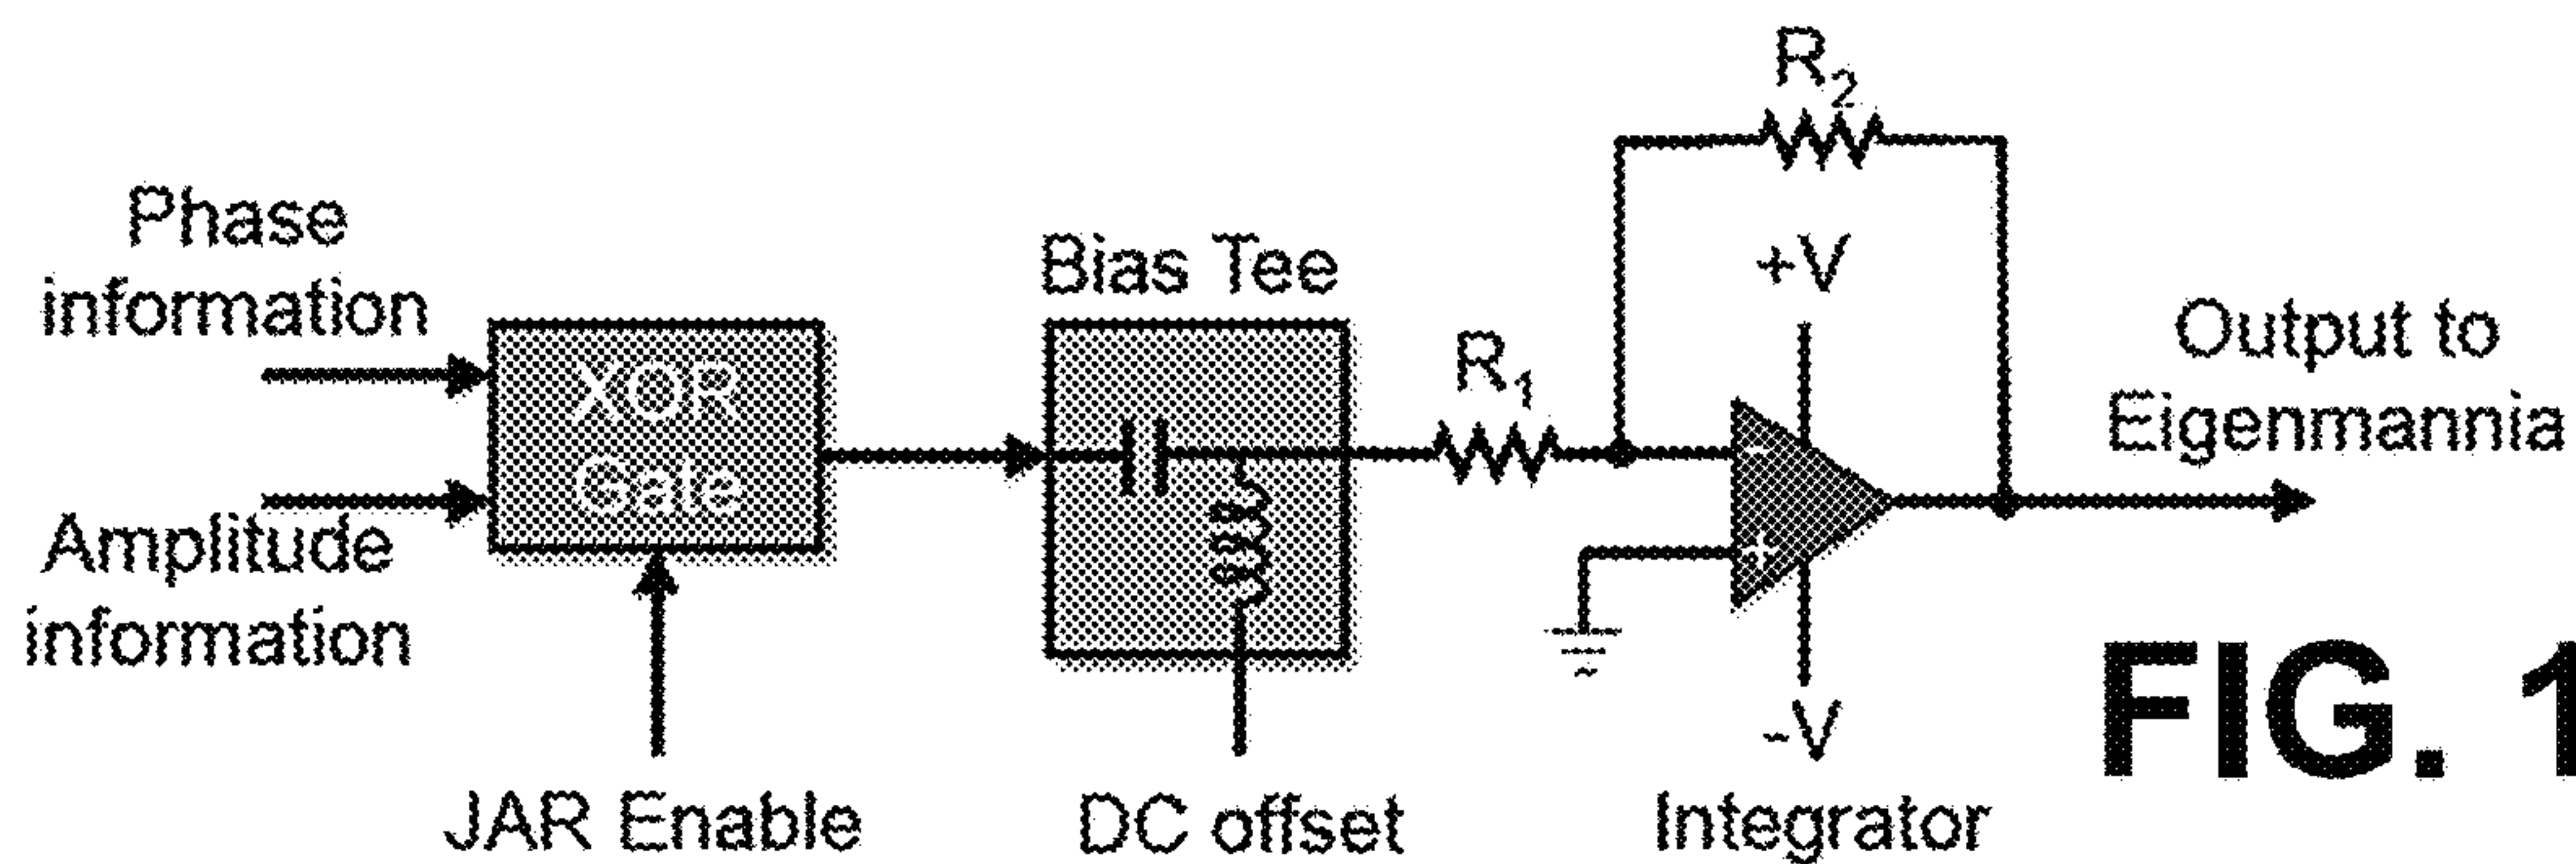 R2
Phase
information
+V
Bias Tee
Output to
Eigenmannia
R1
XOR
Gate
-
+
Amplitude
information
-V
FIG. 1
JAR Enable
DC offset
Integrator